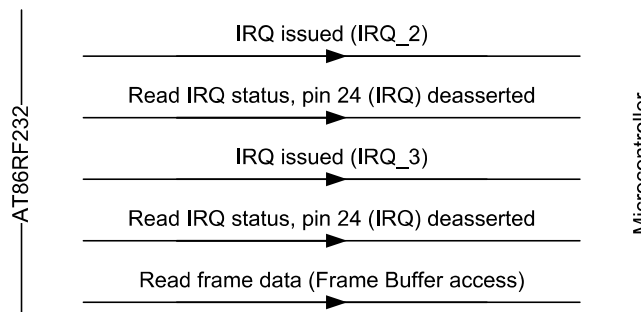 IRQ issued (IRQ_2)
Read IRQ status, pin 24 (IRQ) deasserted
IRQ issued (IRQ_3)
Read IRQ status, pin 24 (IRQ) deasserted
Read frame data (Frame Buffer access)
AT86RF232
Microcontroller